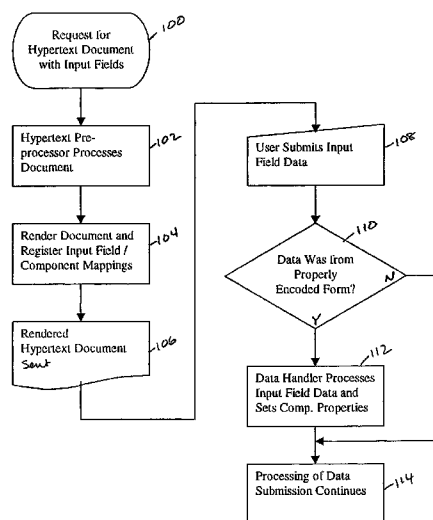 Request for
Hypertext Document
with Input Fields
100
Hypertext Pre-
processor Processes
Document
102
Render Document and
Register Input Field /
Component Mappings
104
Rendered
Hypertext Document
Sent
106
User Submits Input
Field Data
108
Data Was from
Properly
Encoded Form?
110
N
Y
Data Handler Processes
Input Field Data and
Sets Comp. Properties
112
Processing of Data
Submission Continues
114